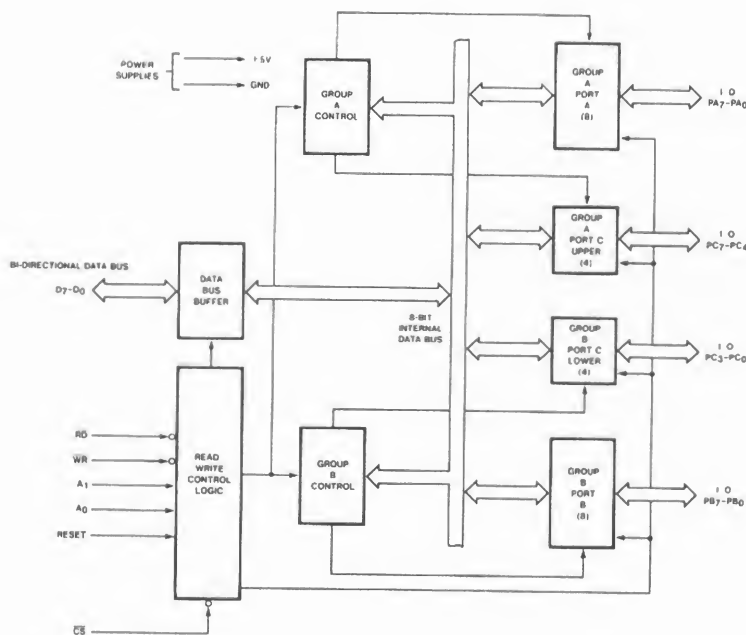 POWER
SUPPLIES
+5V
GND
GROUP
A
CONTROL
GROUP
A
PORT
A
(8)
I O
PA7-PA0
GROUP
A
PORT C
UPPER
(4)
I O
PC7-PC4
BI-DIRECTIONAL DATA BUS
D7-D0
DATA
BUS
BUFFER
8-BIT
INTERNAL
DATA BUS
GROUP
B
PORT C
LOWER
(4)
I O
PC3-PC0
RD
WR
A1
A0
RESET
CS
READ
WRITE
CONTROL
LOGIC
GROUP
B
CONTROL
GROUP
B
PORT
B
(8)
I O
PB7-PB0